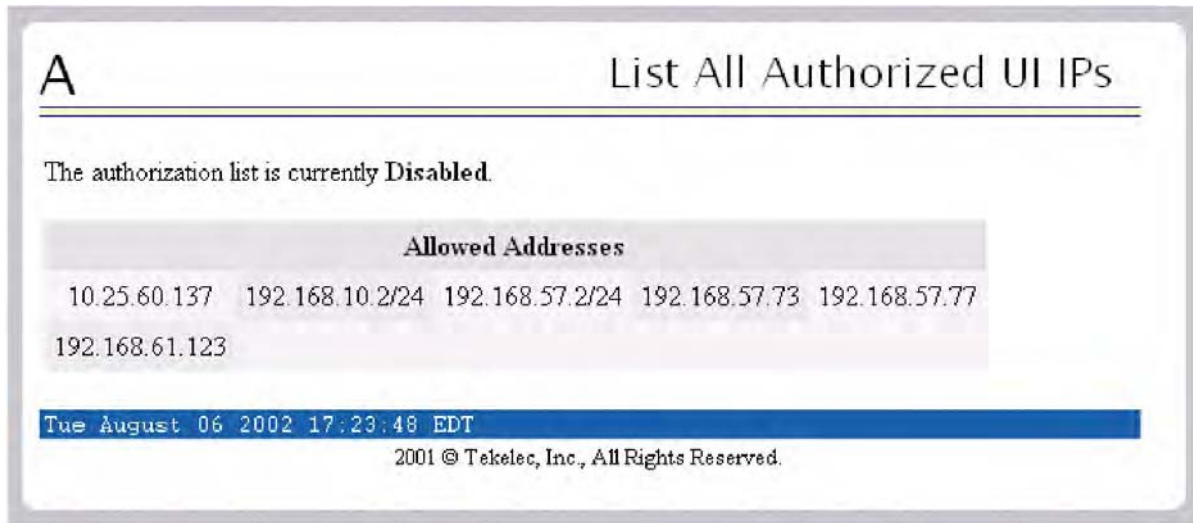 A List All Authorized UI IPs
The authorization list is currently Disabled.
Allowed Addresses
10.25.60.137 192.168.10.2/24 192.168.57.2/24 192.168.57.73 192.168.57.77
192.168.61.123
Tue August 06 2002 17:23:48 EDT
2001 © Tekelec, Inc., All Rights Reserved.